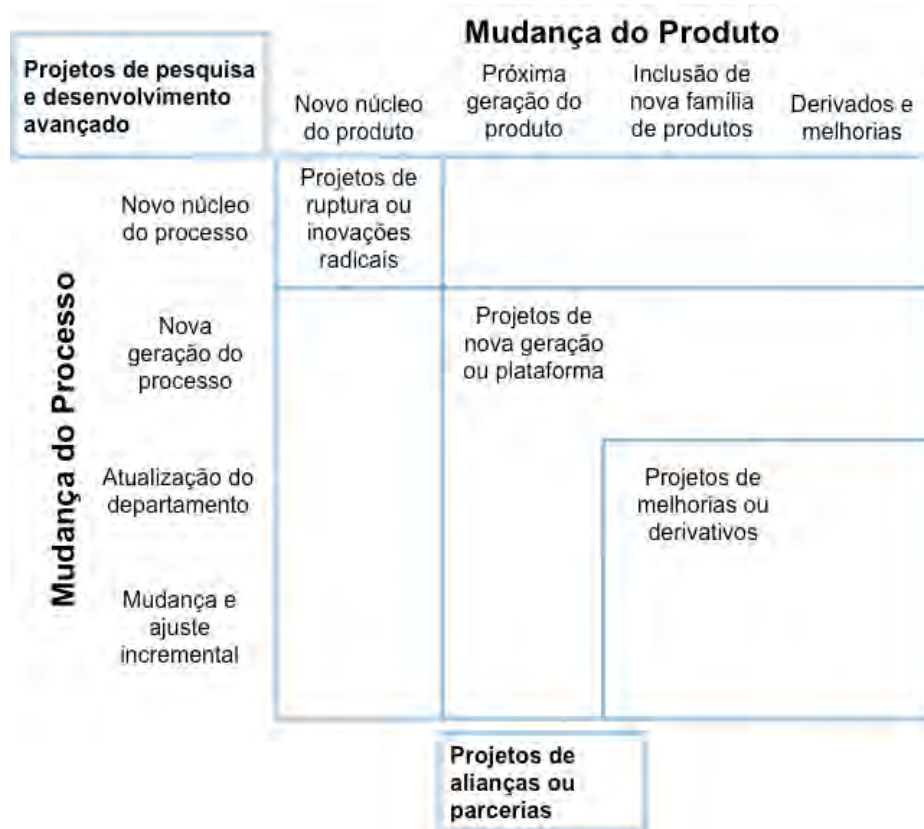 Mudança do Produto
Projetos de pesquisa
e desenvolvimento
avançado
Novo núcleo
do produto
Próxima
geração do
produto
Inclusão de
nova família
de produtos
Derivados e
melhorias
Mudança do Processo
Novo núcleo
do processo
Projetos de
ruptura ou
inovações
radicais
Nova
geração do
processo
Projetos de
nova geração
ou plataforma
Atualização do
departamento
Projetos de
melhorias ou
derivativos
Mudança e
ajuste
incremental
Projetos de
alianças ou
parcerias